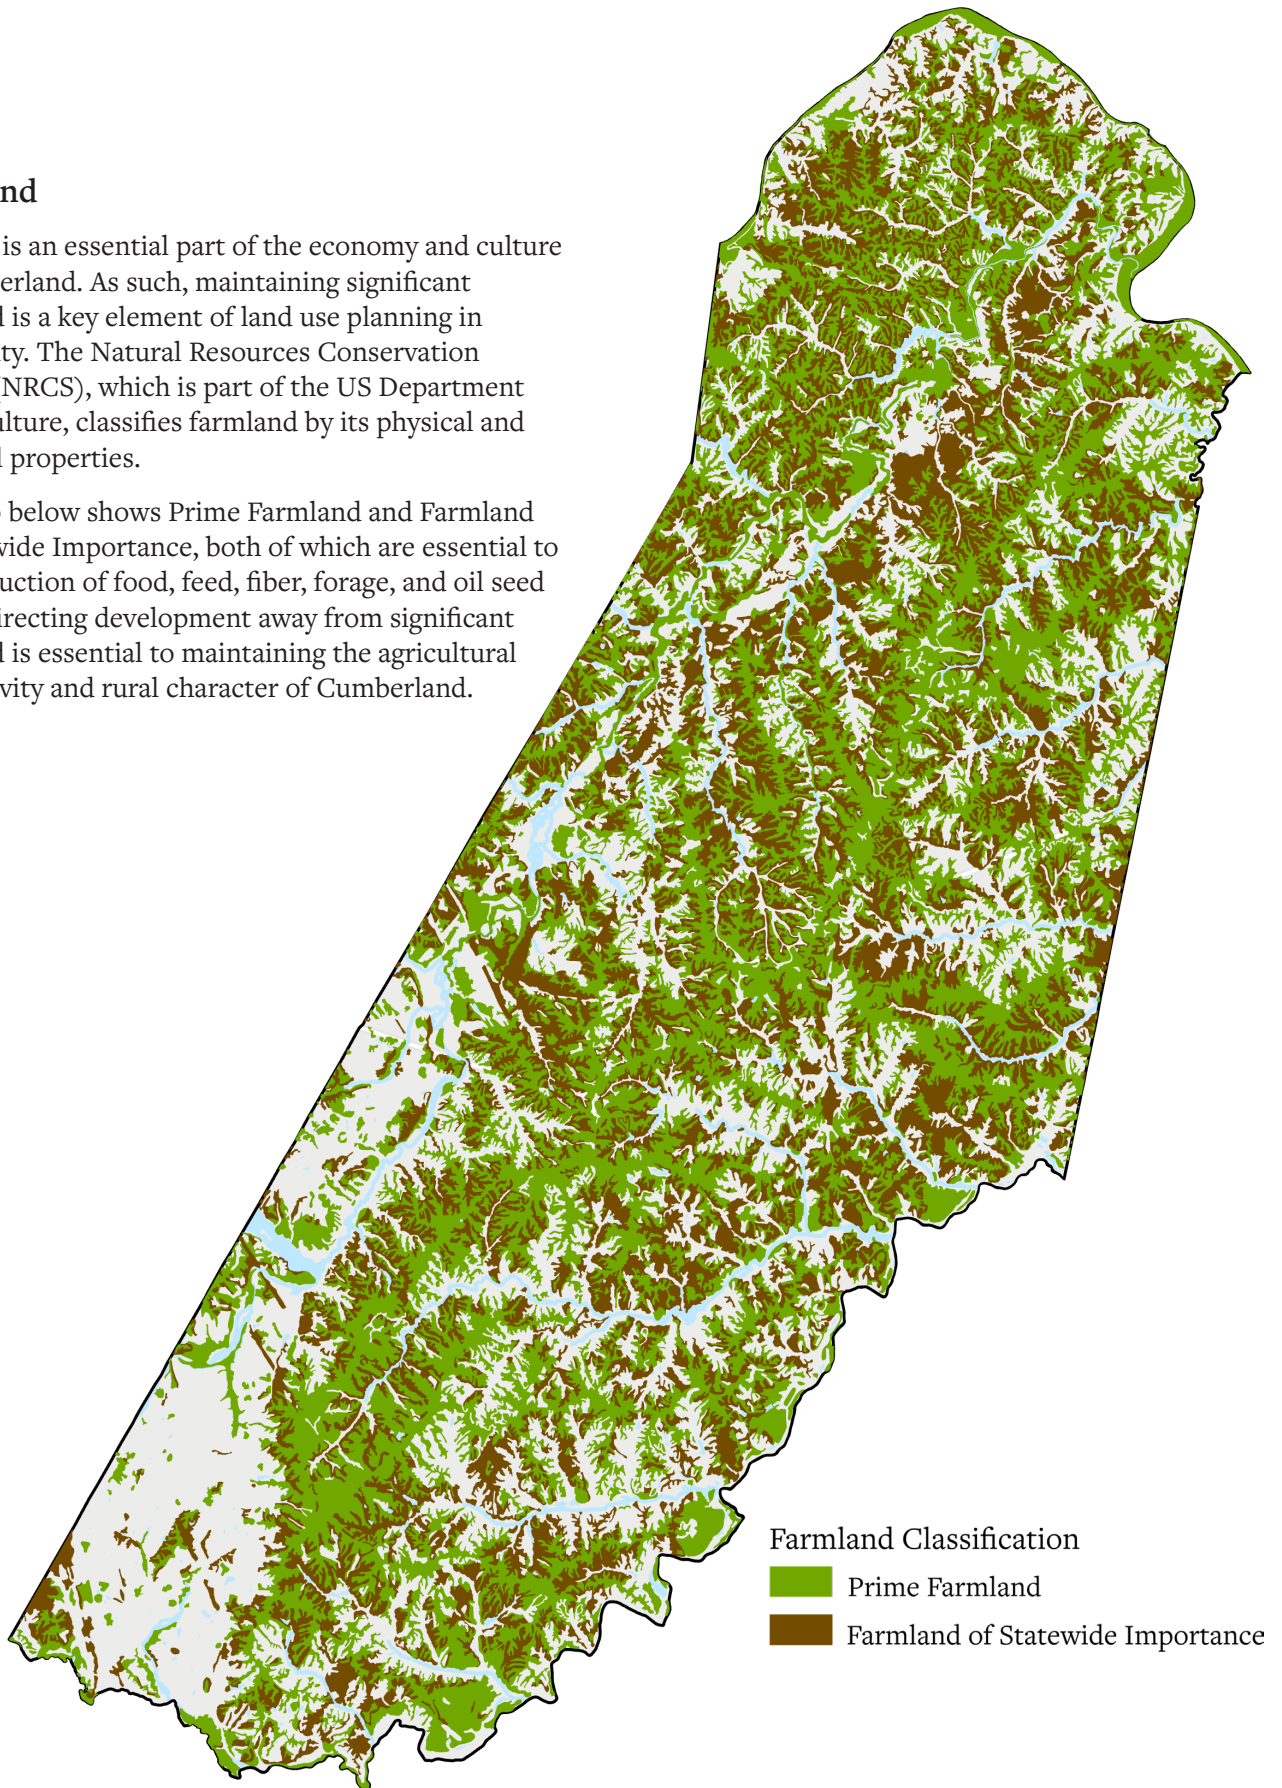 nd
is an essential part of the economy and culture
erland. As such, maintaining significant
d is a key element of land use planning in
ty. The Natural Resources Conservation
(NRCS), which is part of the US Department
ulture, classifies farmland by its physical and
l properties.
below shows Prime Farmland and Farmland
wide Importance, both of which are essential to
uction of food, feed, fiber, forage, and oil seed
irecting development away from significant
d is essential to maintaining the agricultural
vity and rural character of Cumberland.
Farmland Classification
Prime Farmland
Farmland of Statewide Importance